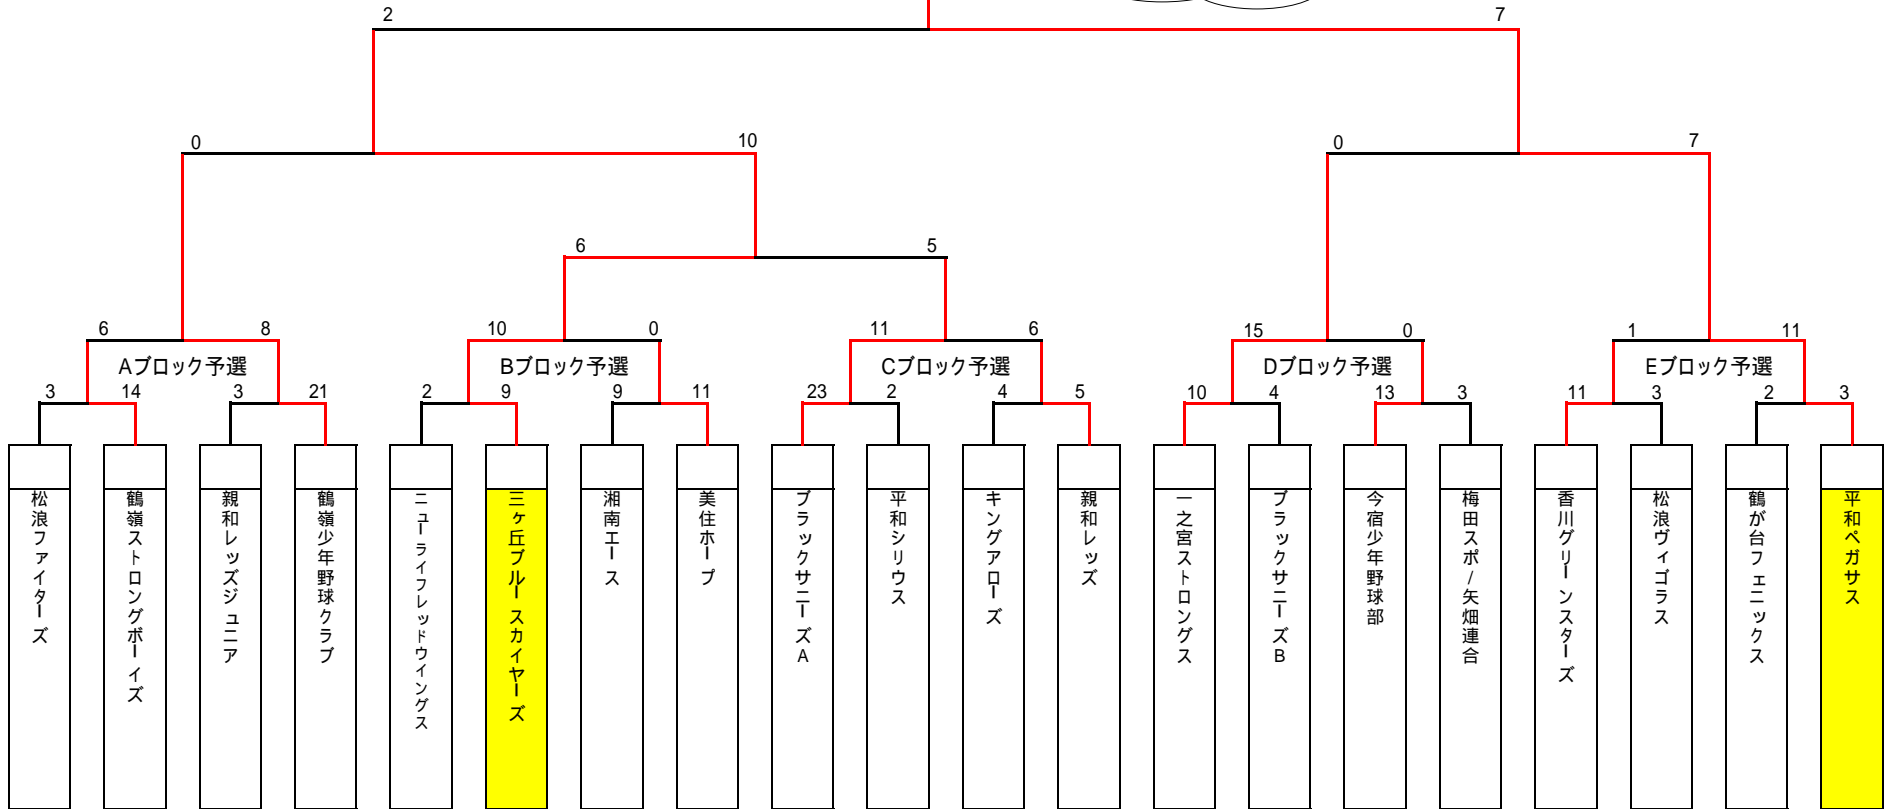 2
7
0
10
0
7
6
5
6
8
10
0
11
6
15
0
1
11
Aブロック予選
Bブロック予選
Cブロック予選
Dブロック予選
Eブロック予選
3
14
3
21
2
9
9
11
23
2
4
5
10
4
13
3
11
3
2
3
松浪ファイターズ
鶴嶺ストロングボーイズ
親和レッズジュニア
鶴嶺少年野球クラブ
ニューライフレッドウイングス
三ヶ丘ブルースカイヤーズ
湘南エース
美住ホープ
ブラックサニーズA
平和シリウス
キングアローズ
親和レッズ
一之宮ストロングス
ブラックサニーズB
今宿少年野球部
梅田スポ/矢畑連合
香川グリーンスターズ
松浪ヴィゴラス
鶴が台フェニックス
平和ペガサス